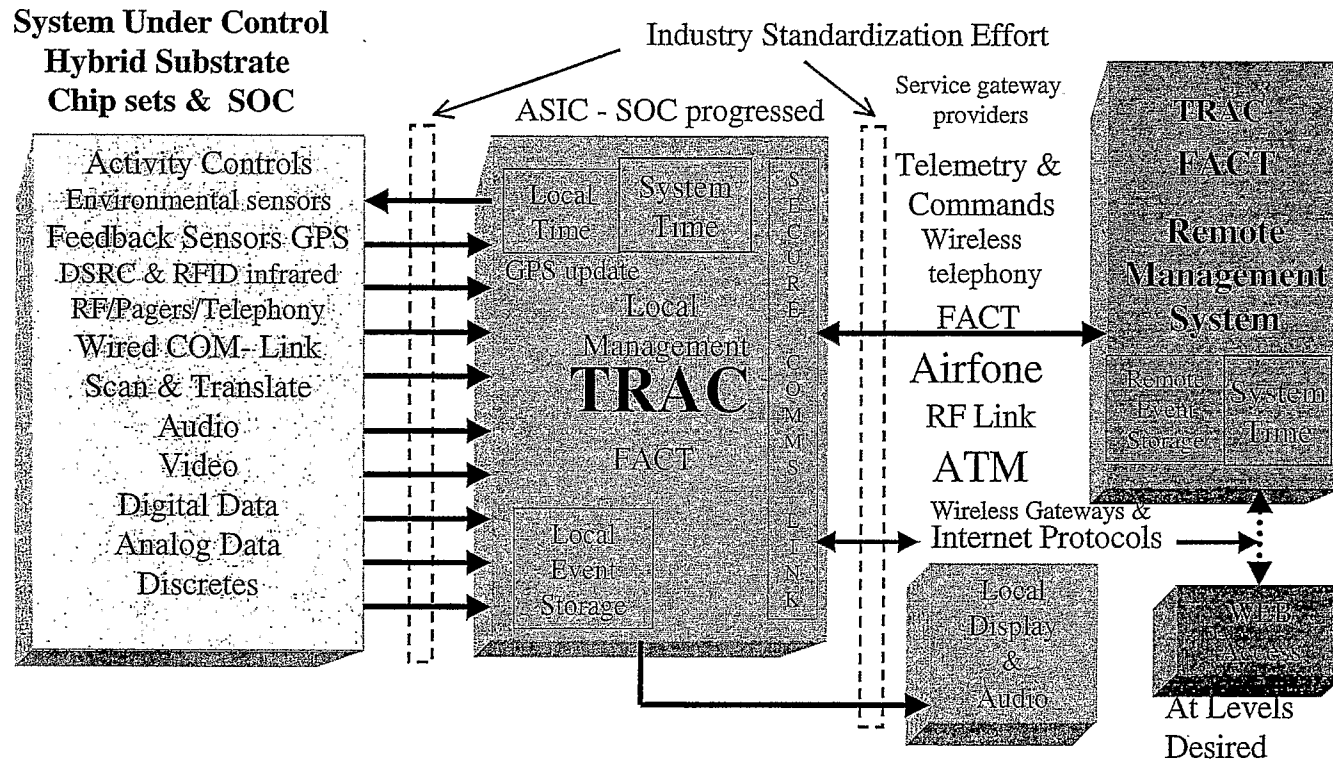 System Under Control
Hybrid Substrate
Chip sets & SOC
Industry Standardization Effort
ASIC - SOC progressed
Service gateway
providers
Activity Controls
Environmental sensors
Feedback Sensors GPS
DSRC & RFID infrared
RF/Pagers/Telephony
Wired COM- Link
Scan & Translate
Audio
Video
Digital Data
Analog Data
Discretes
Local
Time
System
Time
GPS update
Local
Management
TRAC
FACT
Local
Event
Storage
SECURE COMMS LINK
Telemetry &
Commands
Wireless
telephony
FACT
Airfone
RF Link
ATM
Wireless Gateways &
Internet Protocols
Local
Display
&
Audio
TRAC
FACT
Remote
Management
System
Remote
Event
Storage
System
Time
WEB
Access
At Levels
Desired